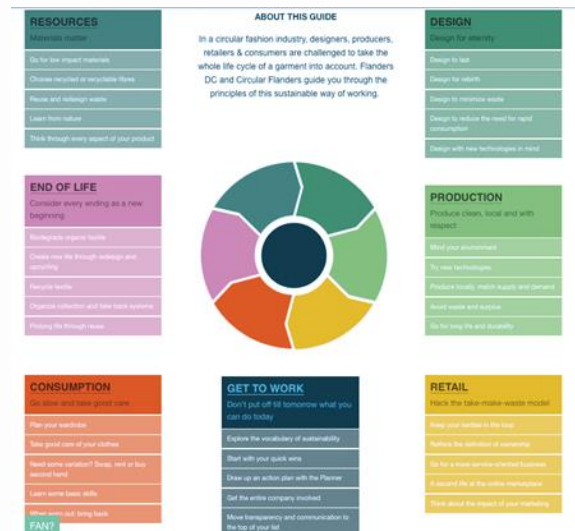 RESOURCES
Materials matter
Go for low impact materials
Choose recycled or recyclable fibres
Reuse and redesign waste
Learn from nature
Think through every aspect of your product
ABOUT THIS GUIDE
In a circular fashion industry, designers, producers,
retailers & consumers are challenged to take the
whole life cycle of a garment into account. Flanders
DC and Circular Flanders guide you through the
principles of this sustainable way of working.
DESIGN
Design for eternity
Design to last
Design for rebirth
Design to minimize waste
Design to reduce the need for rapid
consumption
Design with new technologies in mind
END OF LIFE
Consider every ending as a new
beginning
Biodegrade organic textile
Create new life through redesign and
upcycling
Recycle textile
Organize collection and take back systems
Prolong life through reuse
PRODUCTION
Produce clean, local and with
respect
Mind your environment
Try new technologies
Produce locally, match supply and demand
Avoid waste and surplus
Go for long life and durability
CONSUMPTION
Go slow and take good care
Plan your wardrobe
Take good care of your clothes
Need some variation? Swap, rent or buy
second hand
Learn some basic skills
When worn out: bring back
FAN?
GET TO WORK
Don't put off till tomorrow what you
can do today
Explore the vocabulary of sustainability
Start with your quick wins
Draw up an action plan with the Planner
Get the entire company involved
Move transparency and communication to
the top of your list
RETAIL
Hack the take-make-waste model
Keep your textiles in the loop
Rethink the definition of ownership
Go for a more service-oriented business
A second life at the online marketplace
Think about the impact of your marketing